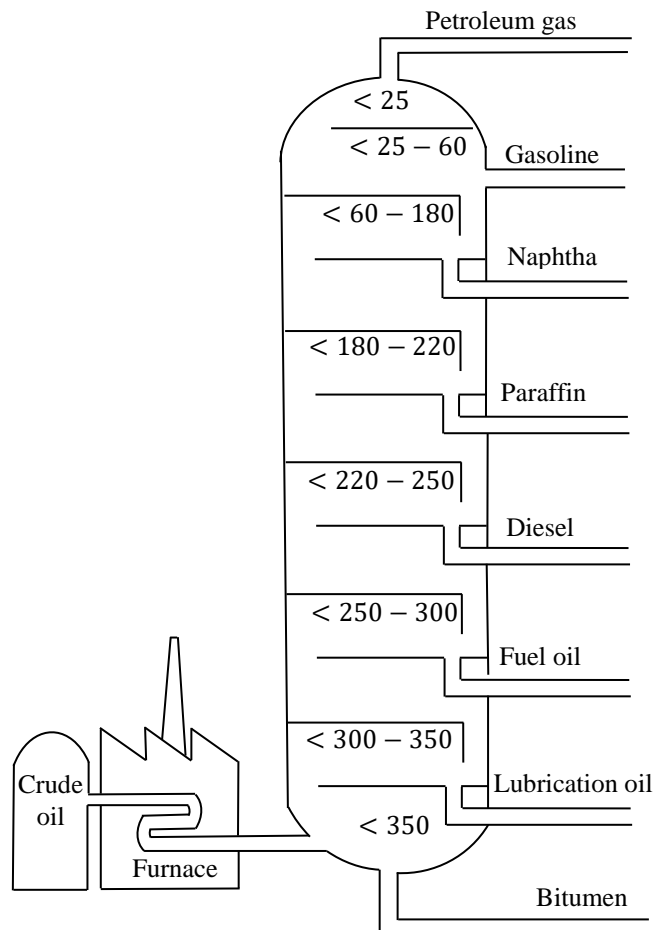 Petroleum gas
< 25
< 25 − 60
Gasoline
< 60 − 180
Naphtha
< 180 − 220
Paraffin
< 220 − 250
Diesel
< 250 − 300
Fuel oil
< 300 − 350
Lubrication oil
Crude
oil
< 350
Furnace
Bitumen